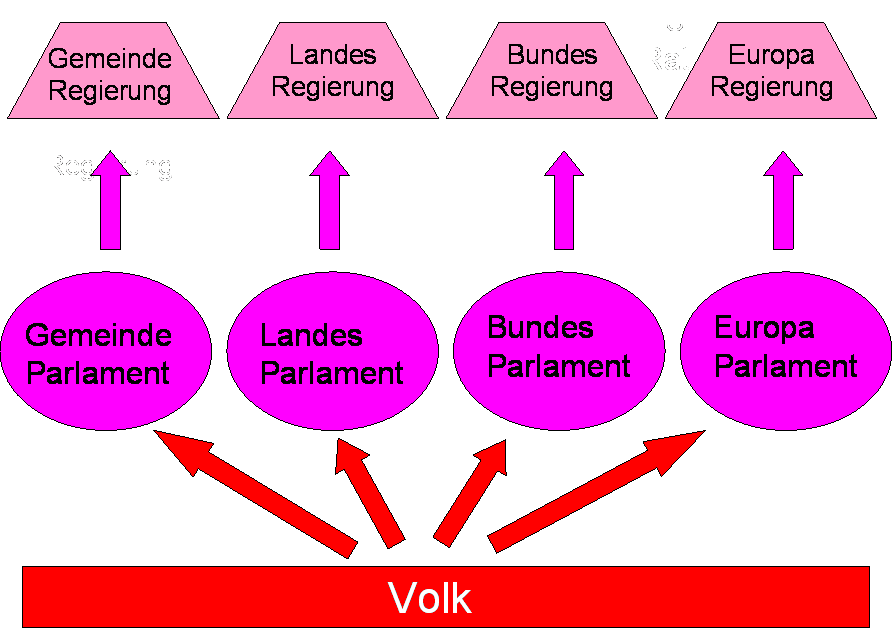 Gemeinde
Regierung
Landes
Regierung
Bundes
Regierung
Europa
Regierung
Gemeinde
Parlament
Landes
Parlament
Bundes
Parlament
Europa
Parlament
Volk